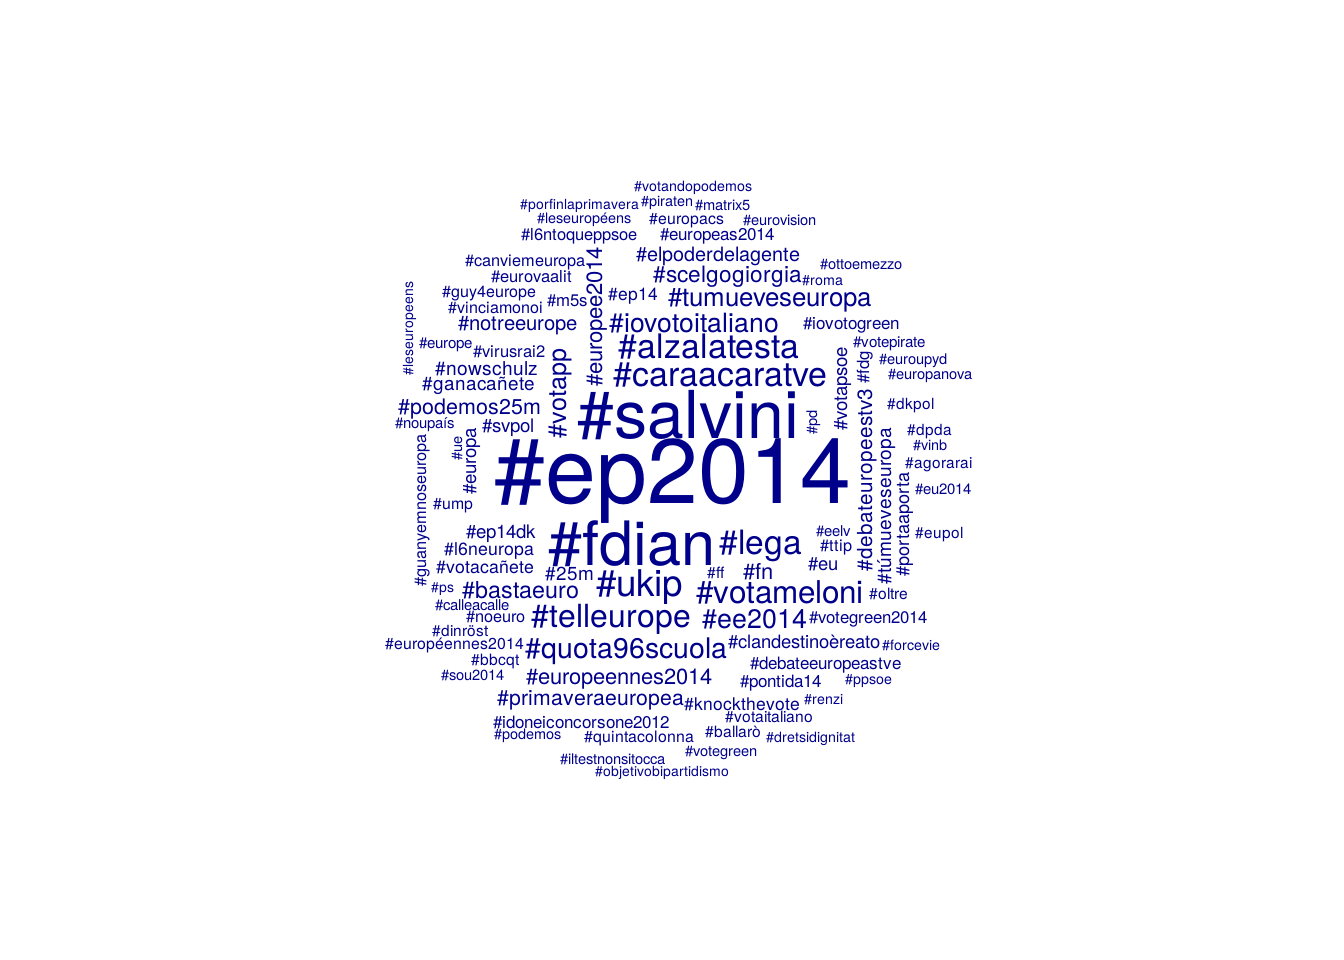 #votandopodemos
#porfinlaprimavera
#piraten
#matrix5
#leseuropéens
#europacs
#eurovision
#l6ntoqueppsoe
#europeas2014
#elpoderdelagente
#canviemeuropa
#europee2014
#scelgogiorgia
#ottoemezzo
#eurovaalit
#roma
#leseuropeens
#guy4europe
#m5s
#ep14
#tumueveseuropa
#vinciamonoi
#notreeurope
#iovotoitaliano
#iovotogreen
#europe
#virusrai2
#alzalatesta
#votepirate
#nowschulz
#votapp
#caraacaratve
#votapsoe
#fdg
#euroupyd
#ganacañete
#europanova
#podemos25m
#salvini
#pd
#debateuropeestv3
#dkpol
#noupaís
#svpol
#dpda
#ue
#europa
#túmueveseuropa
#vinb
#guanyemnoseuropa
#ep2014
#portaaporta
#agorarai
#eu2014
#ump
#ep14dk
#fdian
#lega
#eelv
#eupol
#l6neuropa
#ttip
#votacañete
#25m
#ukip
#ff
#fn
#eu
#ps
#bastaeuro
#votameloni
#oltre
#calleacalle
#noeuro
#telleurope
#ee2014
#votegreen2014
#dinröst
#européennes2014
#quota96scuola
#clandestinoèreato
#forcevie
#bbcqt
#debateeuropeastve
#sou2014
#europeennes2014
#pontida14
#ppsoe
#primaveraeuropea
#knockthevote
#renzi
#idoneiconcorsone2012
#votaitaliano
#podemos
#quintacolonna
#ballarò
#dretsidignitat
#votegreen
#iltestnonsitocca
#objetivobipartidismo